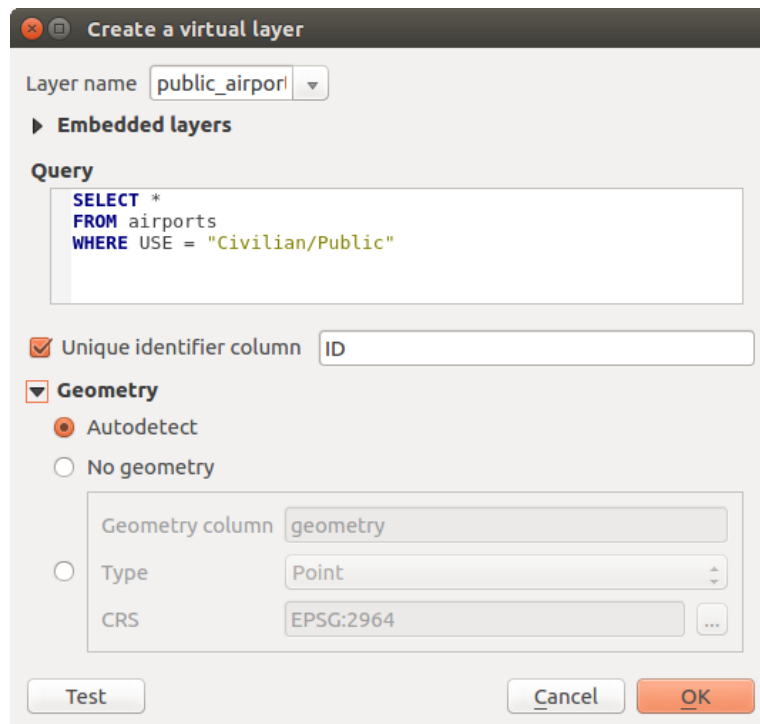 Create a virtual layer
Layer name public_airport
Embedded layers
Query
SELECT *
FROM airports
WHERE USE = "Civilian/Public"
Unique identifier column ID
Geometry
Autodetect
No geometry
Geometry column geometry
Type Point
CRS EPSG:2964 ...
Test Cancel OK